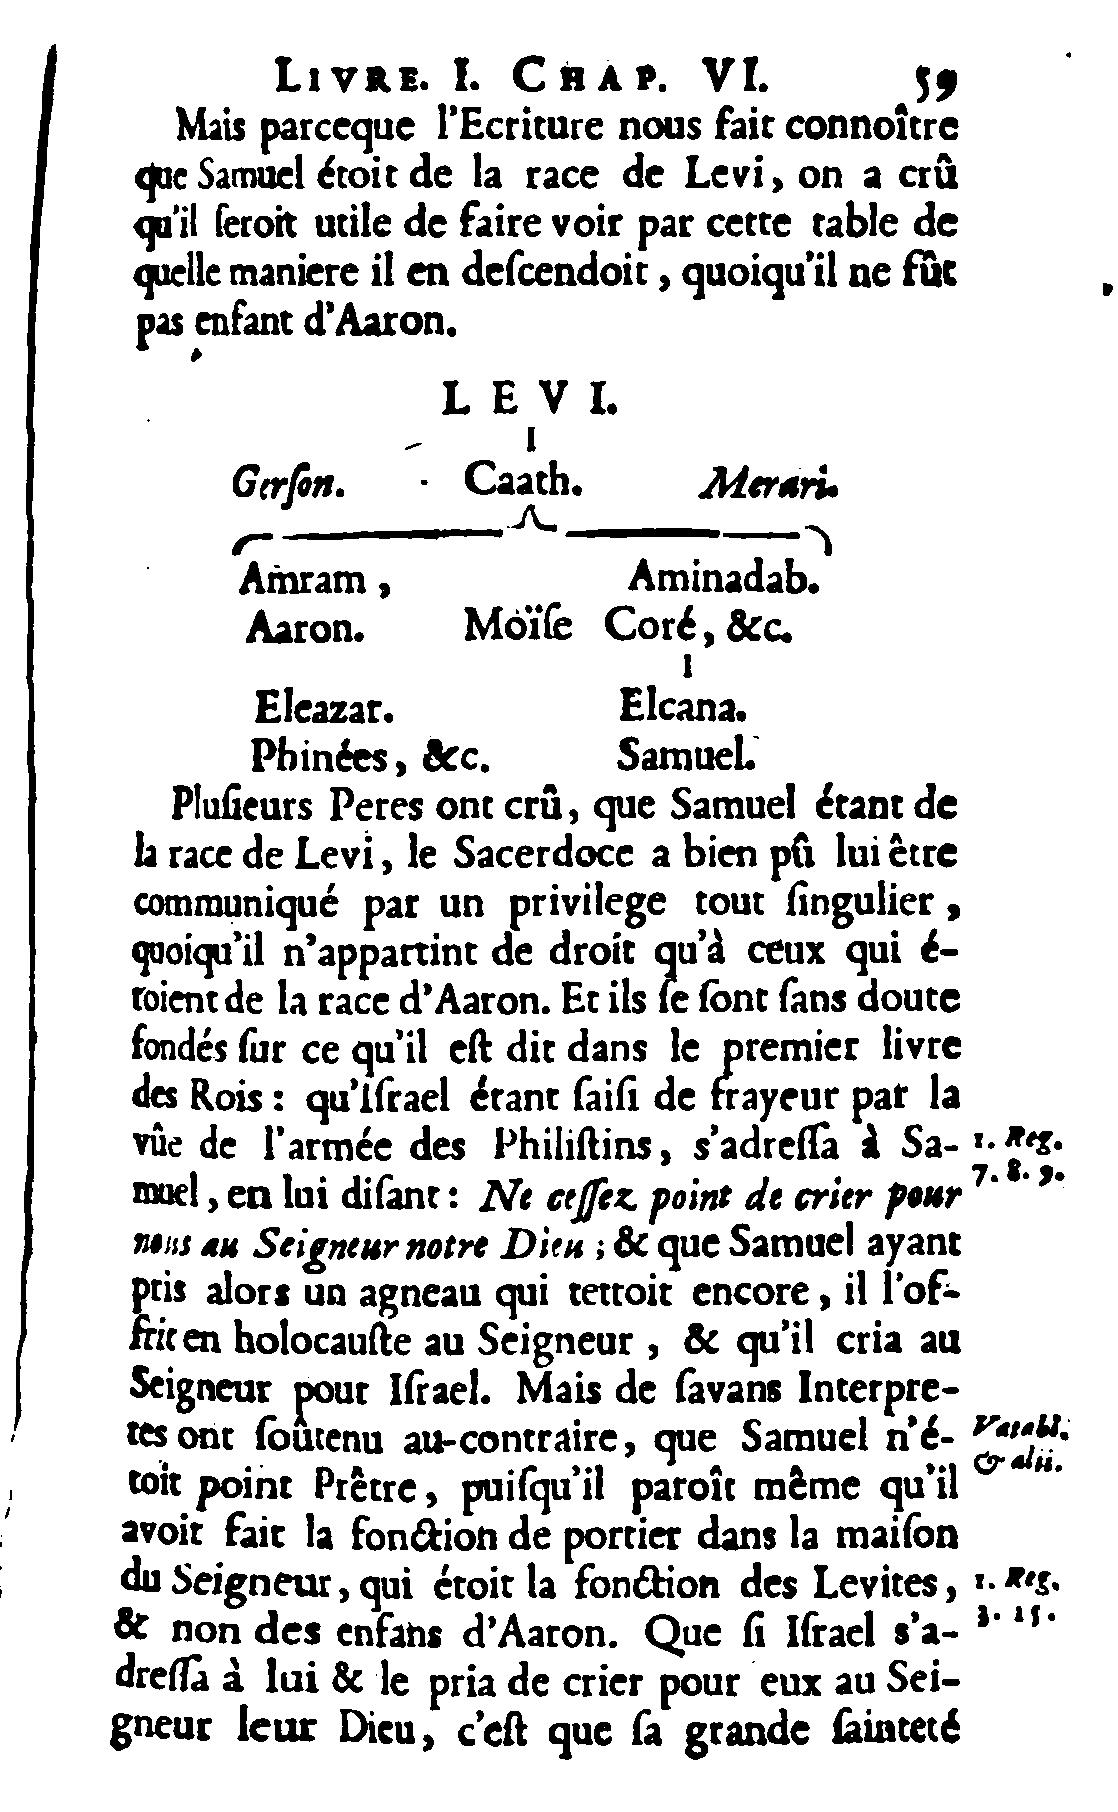 LIVRE. I. CHAP. VI. 59
Mais parceque l'Ecriture nous fait connoître
que Samuel étoit de la race de Levi, on a crû
qu'il ſeroit utile de faire voir par cette table de
quelle maniere il en deſcendoit, quoiqu'il ne fût
pas enfant d'Aaron.
LEVI.
Gerſon. Caath. Merari.
Amram, Aminadab.
Aaron. Moïſe Coré, &c.
Eleazar. Elcana.
Phinées, &c. Samuel.
Pluſieurs Peres ont crû, que Samuel étant de
la race de Levi, le Sacerdoce a bien pû lui être
communiqué par un privilege tout ſingulier,
quoiqu'il n'appartint de droit qu'à ceux qui é-
toient de la race d'Aaron. Et ils ſe ſont ſans doute
fondés ſur ce qu'il eſt dit dans le premier livre
des Rois: qu'Iſrael étant ſaiſi de frayeur par la
vûe de l'armée des Philiſtins, s'adreſſa à Sa-
muel, en lui diſant: Ne ceſſez point de crier pour
nous au Seigneur notre Dieu; & que Samuel ayant
pris alors un agneau qui tettoit encore, il l'of-
frit en holocauſte au Seigneur, & qu'il cria au
Seigneur pour Iſrael. Mais de ſavans Interpre-
tes ont ſoûtenu au-contraire, que Samuel n'é-
toit point Prêtre, puiſqu'il paroît même qu'il
avoit fait la fonction de portier dans la maiſon
du Seigneur, qui étoit la fonction des Levites,
& non des enfans d'Aaron. Que ſi Iſrael s'a-
dreſſa à lui & le pria de crier pour eux au Sei-
gneur leur Dieu, c'eſt que ſa grande ſainteté
1. Reg.
7. 8. 9.
Vatabl.
& alii.
1. Reg.
3. 15.